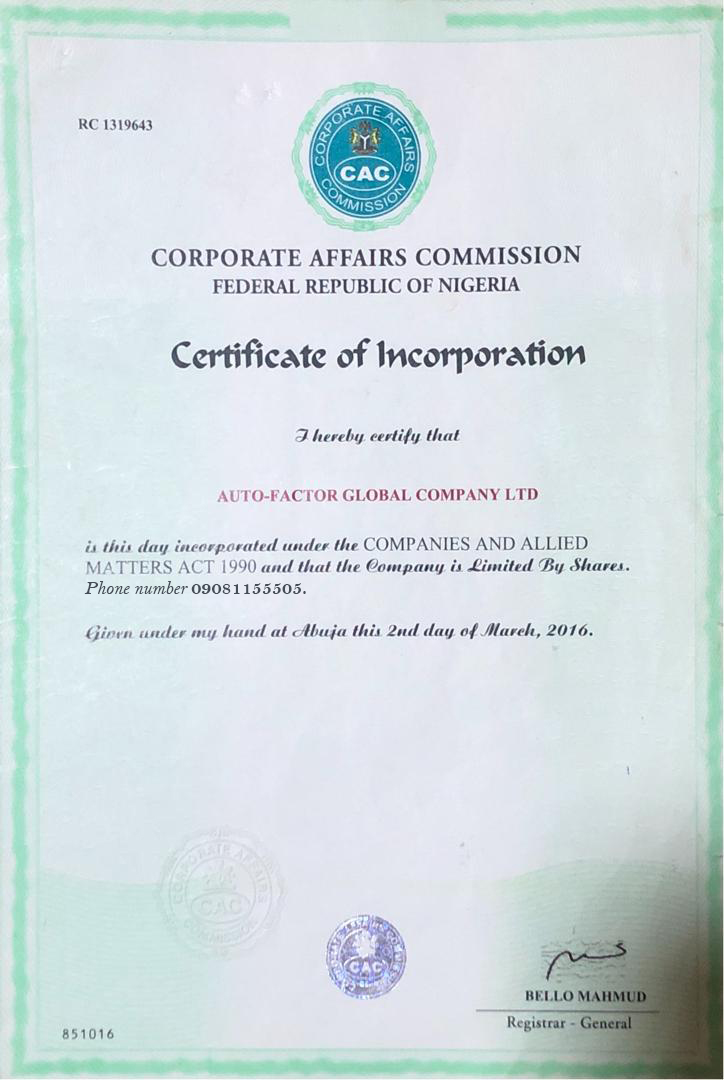 RC 1319643
CORPORATE AFFAIRS COMMISSION
CAC
CORPORATE AFFAIRS COMMISSION
FEDERAL REPUBLIC OF NIGERIA
Certificate of Incorporation
I hereby certify that
AUTO-FACTOR GLOBAL COMPANY LTD
is this day incorporated under the COMPANIES AND ALLIED
MATTERS ACT 1990 and that the Company is Limited By Shares.
Phone number 09081155505.
Given under my hand at Abuja this 2nd day of March, 2016.
CORPORATE AFFAIRS COMMISSION
CAC
CAC
BELLO MAHMUD
Registrar - General
851016